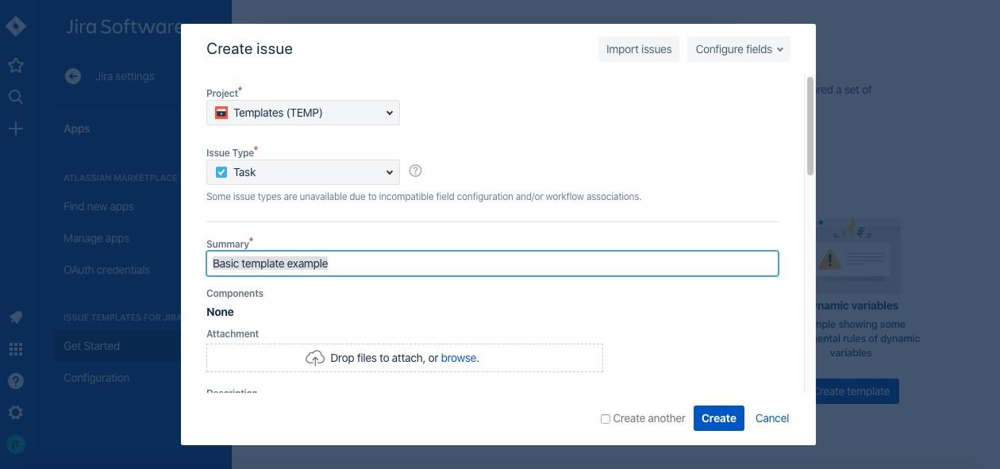 Jira Software
Jira settings
Apps
ATLASSIAN MARKETPLACE
Find new apps
Manage apps
OAuth credentials
ISSUE TEMPLATES FOR JIRA
Get Started
Configuration
JT
Create issue
Import issues
Configure fields
Project*
Templates (TEMP)
Issue Type*
Task
?
Some issue types are unavailable due to incompatible field configuration and/or workflow associations.
Summary*
Basic template example
Components
None
Attachment
Drop files to attach, or browse.
Description
Create another
Create
Cancel
a set of
variables
showing some
rules of dynamic
variables
Create template